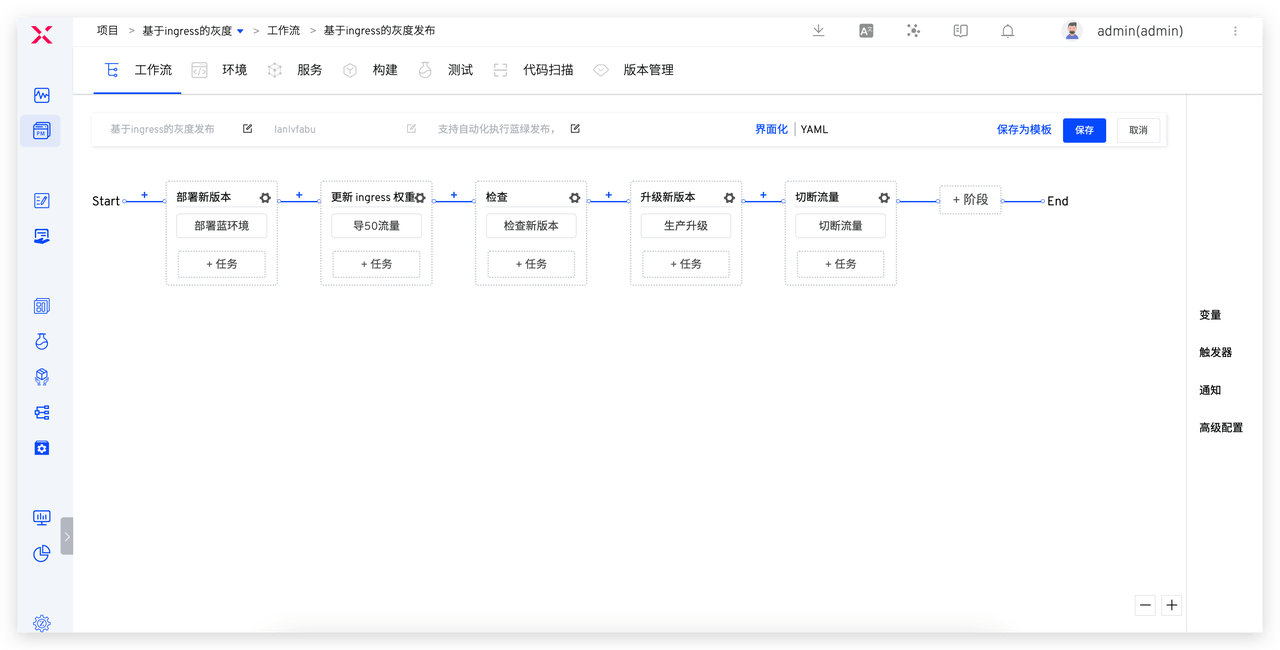 项目 > 基于ingress的灰度 > 工作流 > 基于ingress的灰度发布
admin(admin)
工作流 环境 服务 构建 测试 代码扫描 版本管理
基于ingress的灰度发布 lanlvfabu 支持自动化执行蓝绿发布, 界面化 YAML 保存为模板 保存 取消
Start
部署新版本
部署蓝环境
+ 任务
更新 ingress 权重
导50流量
+ 任务
检查
检查新版本
+ 任务
升级新版本
生产升级
+ 任务
切断流量
切断流量
+ 任务
+ 阶段
End
变量
触发器
通知
高级配置